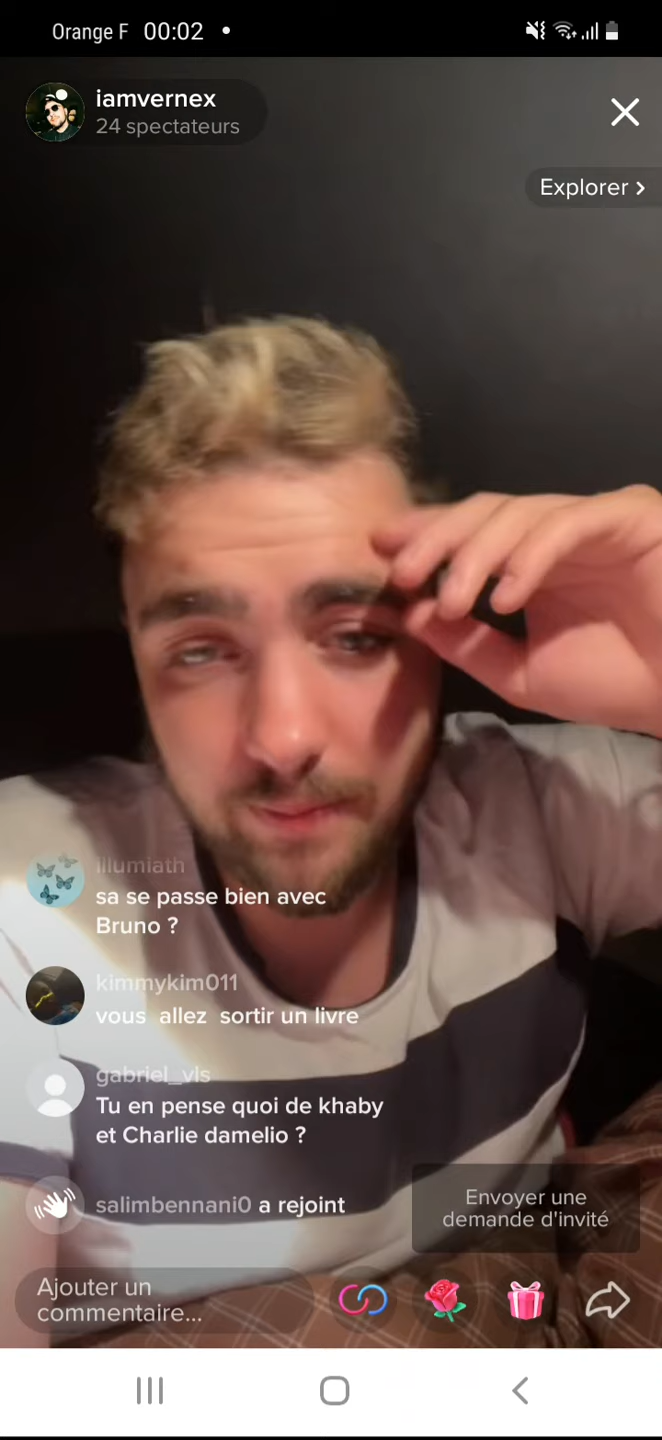 Orange F 00:02
iamvernex
24 spectateurs
Explorer
illumiath
sa se passe bien avec
Bruno ?
kimmykim011
vous allez sortir un livre
gabriel_vls
Tu en pense quoi de khaby
et Charlie damelio ?
salimbennani0 a rejoint
Envoyer une
demande d'invité
Ajouter un
commentaire...